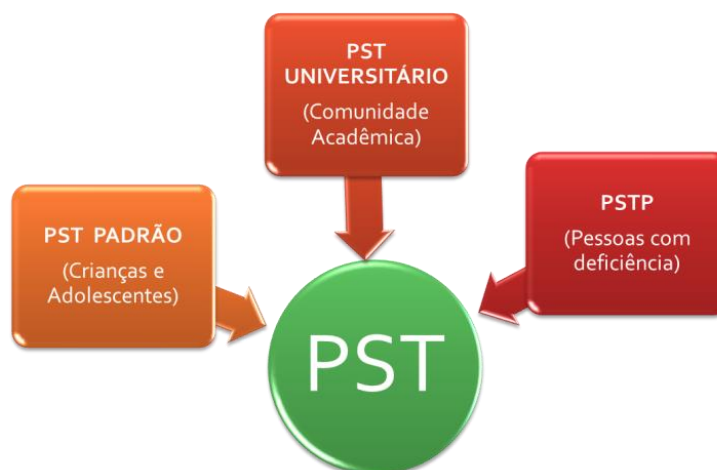 PST
UNIVERSITÁRIO
(Comunidade
Acadêmica)
PST PADRÃO
(Crianças e
Adolescentes)
PSTP
(Pessoas com
deficiência)
PST